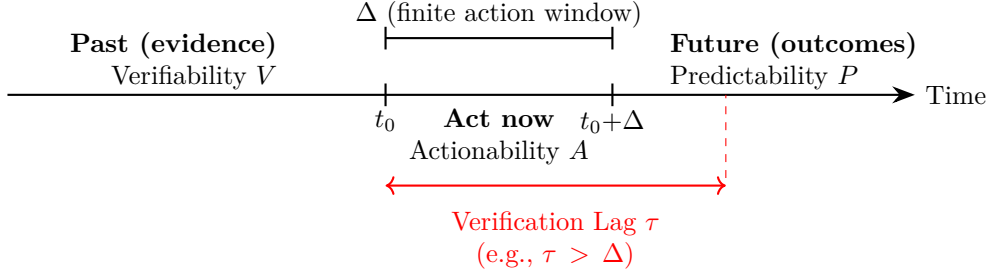 Δ (finite action window)
Past (evidence)
Verifiability V
Future (outcomes)
Predictability P
Time
t₀
Act now
t₀+Δ
Actionability A
Verification Lag τ
(e.g., τ > Δ)